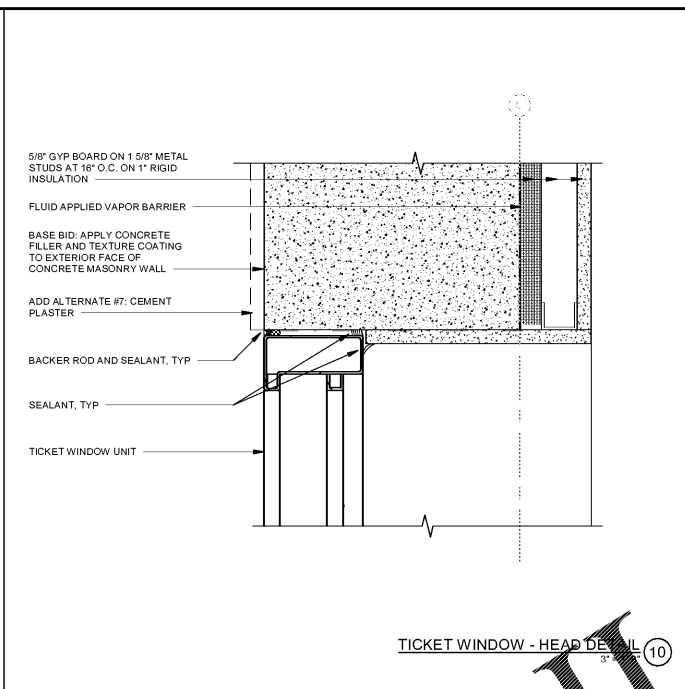 5/8" GYP BOARD ON 1 5/8" METAL
STUDS AT 16" O.C. ON 1" RIGID
INSULATION
FLUID APPLIED VAPOR BARRIER
BASE BID: APPLY CONCRETE
FILLER AND TEXTURE COATING
TO EXTERIOR FACE OF
CONCRETE MASONRY WALL
ADD ALTERNATE #7: CEMENT
PLASTER
BACKER ROD AND SEALANT, TYP
SEALANT, TYP
TICKET WINDOW UNIT
TICKET WINDOW - HEAD DETAIL
10